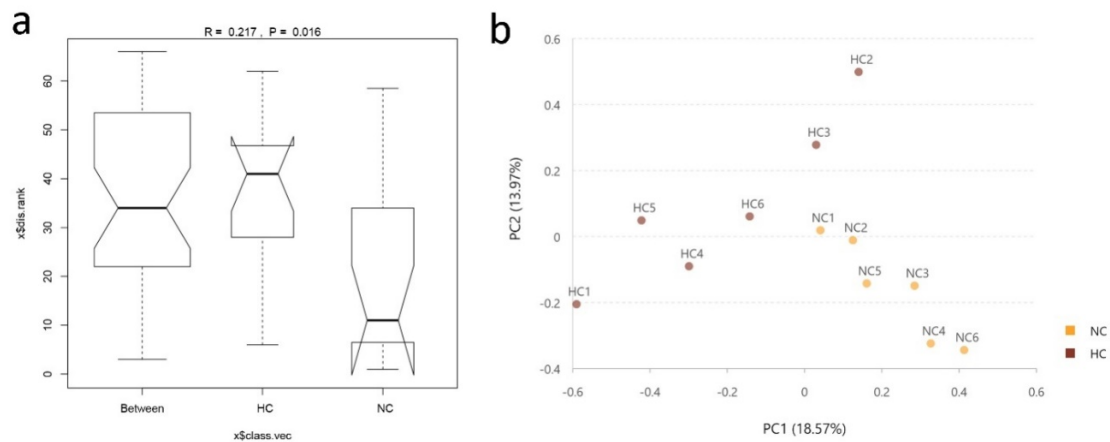 a
R = 0.217 , P = 0.016
x$dis.rank
60
50
40
30
20
10
0
Between
HC
NC
x$class.vec
b
PC2 (13.97%)
0.6
0.4
0.2
0
-0.2
-0.4
HC2
HC3
HC5
HC6
NC1
NC2
HC4
NC5
NC3
HC1
NC4
NC6
-0.6
-0.4
-0.2
0
0.2
0.4
0.6
PC1 (18.57%)
NC
HC